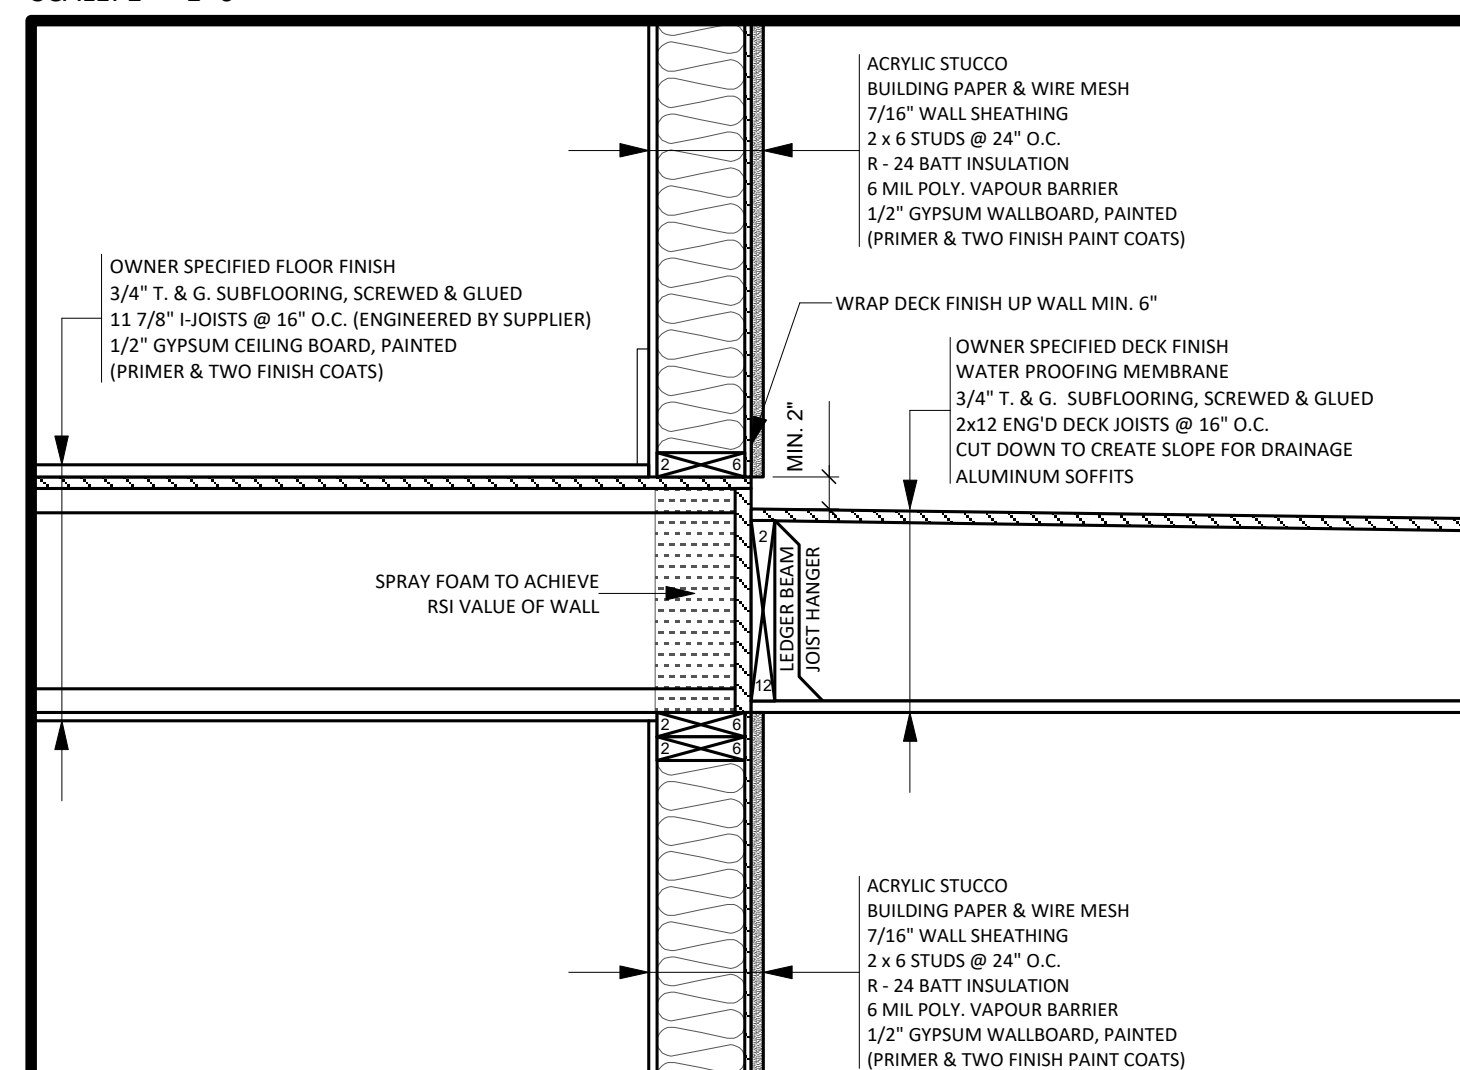 ACRYLIC STUCCO
BUILDING PAPER & WIRE MESH
7/16" WALL SHEATHING
2 x 6 STUDS @ 24" O.C.
R - 24 BATT INSULATION
6 MIL POLY. VAPOUR BARRIER
1/2" GYPSUM WALLBOARD, PAINTED
(PRIMER & TWO FINISH PAINT COATS)
OWNER SPECIFIED FLOOR FINISH
3/4" T. & G. SUBFLOORING, SCREWED & GLUED
11 7/8" I-JOISTS @ 16" O.C. (ENGINEERED BY SUPPLIER)
1/2" GYPSUM CEILING BOARD, PAINTED
(PRIMER & TWO FINISH COATS)
WRAP DECK FINISH UP WALL MIN. 6"
OWNER SPECIFIED DECK FINISH
WATER PROOFING MEMBRANE
3/4" T. & G. SUBFLOORING, SCREWED & GLUED
2x12 ENG'D DECK JOISTS @ 16" O.C.
CUT DOWN TO CREATE SLOPE FOR DRAINAGE
ALUMINUM SOFFITS
MIN. 2"
2 6
2
12
LEDGER BEAM
JOIST HANGER
SPRAY FOAM TO ACHIEVE
RSI VALUE OF WALL
2 6
2 6
ACRYLIC STUCCO
BUILDING PAPER & WIRE MESH
7/16" WALL SHEATHING
2 x 6 STUDS @ 24" O.C.
R - 24 BATT INSULATION
6 MIL POLY. VAPOUR BARRIER
1/2" GYPSUM WALLBOARD, PAINTED
(PRIMER & TWO FINISH PAINT COATS)